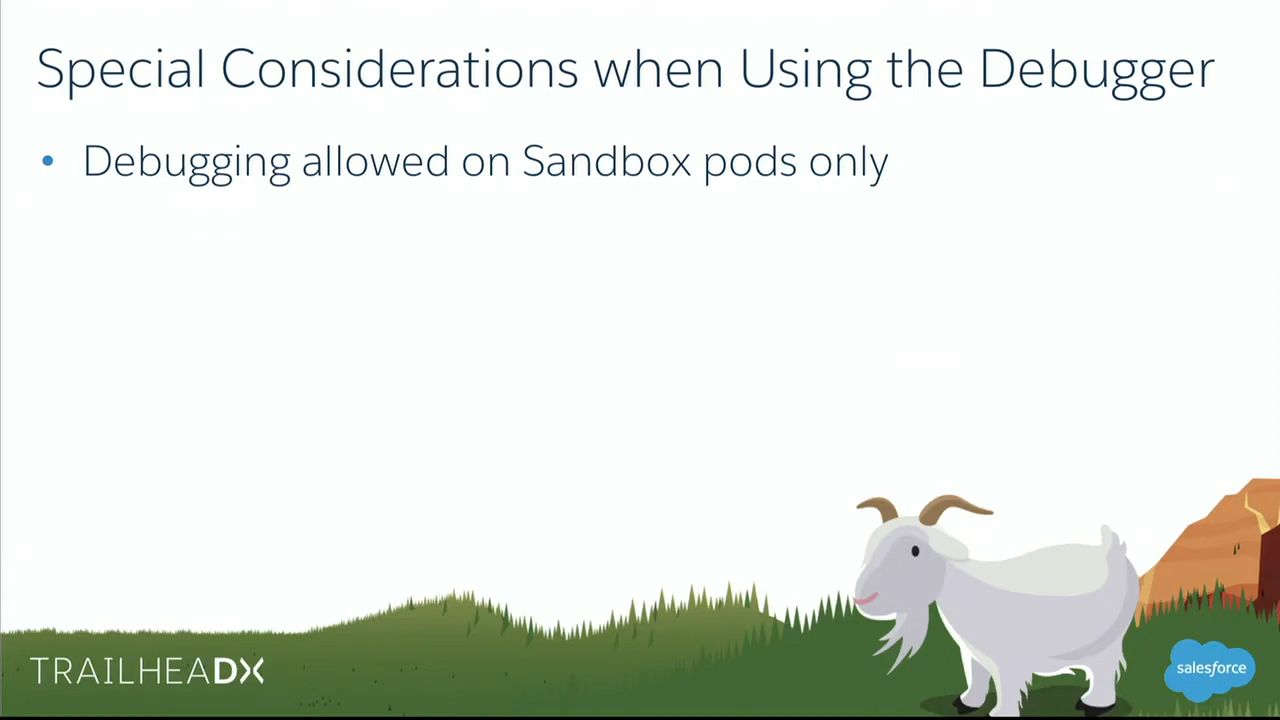 Special Considerations when Using the Debugger
• Debugging allowed on Sandbox pods only
TRAILHEADX
salesforce